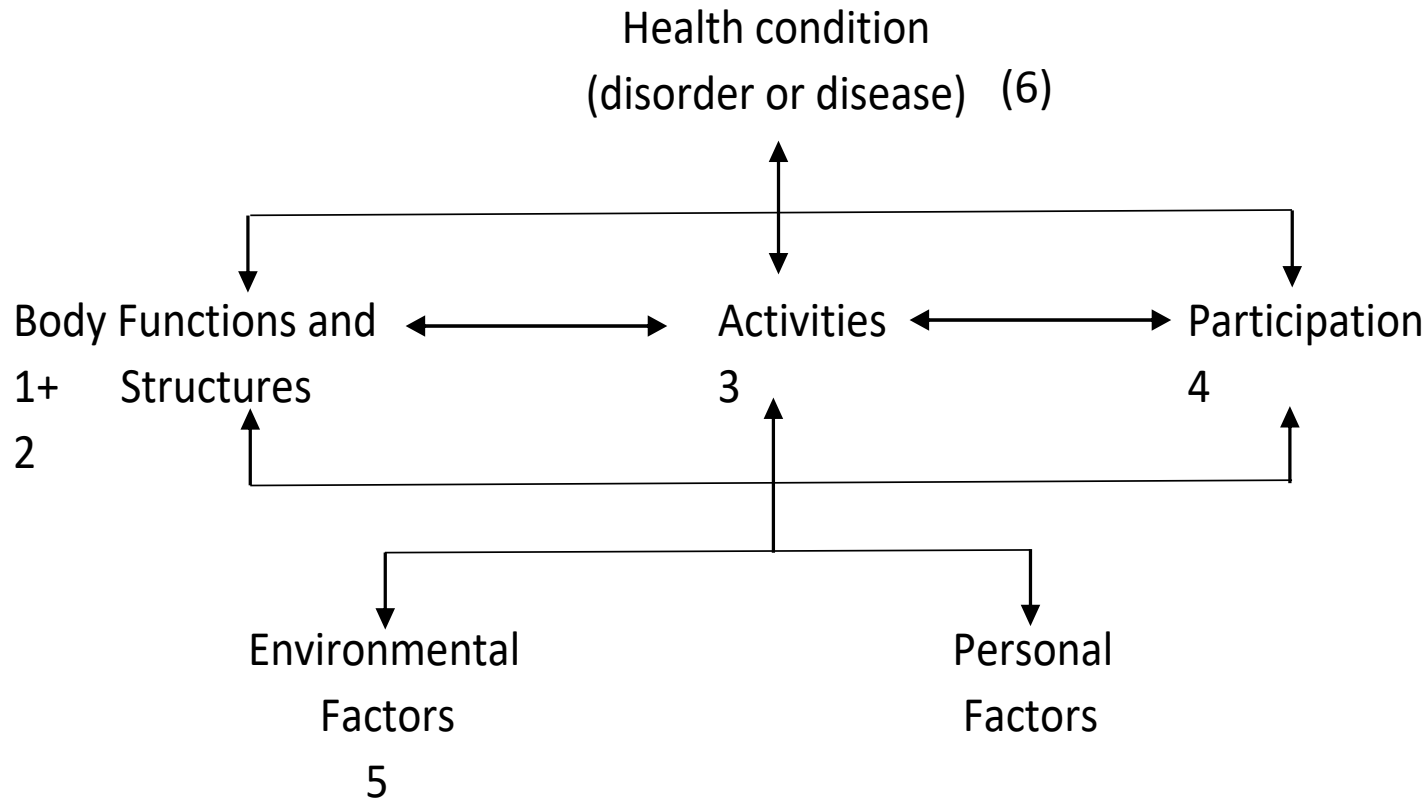 Health condition
(disorder or disease) (6)
Body Functions and Activities Participation
1+ Structures 3 4
2
Environmental Personal
Factors Factors
5